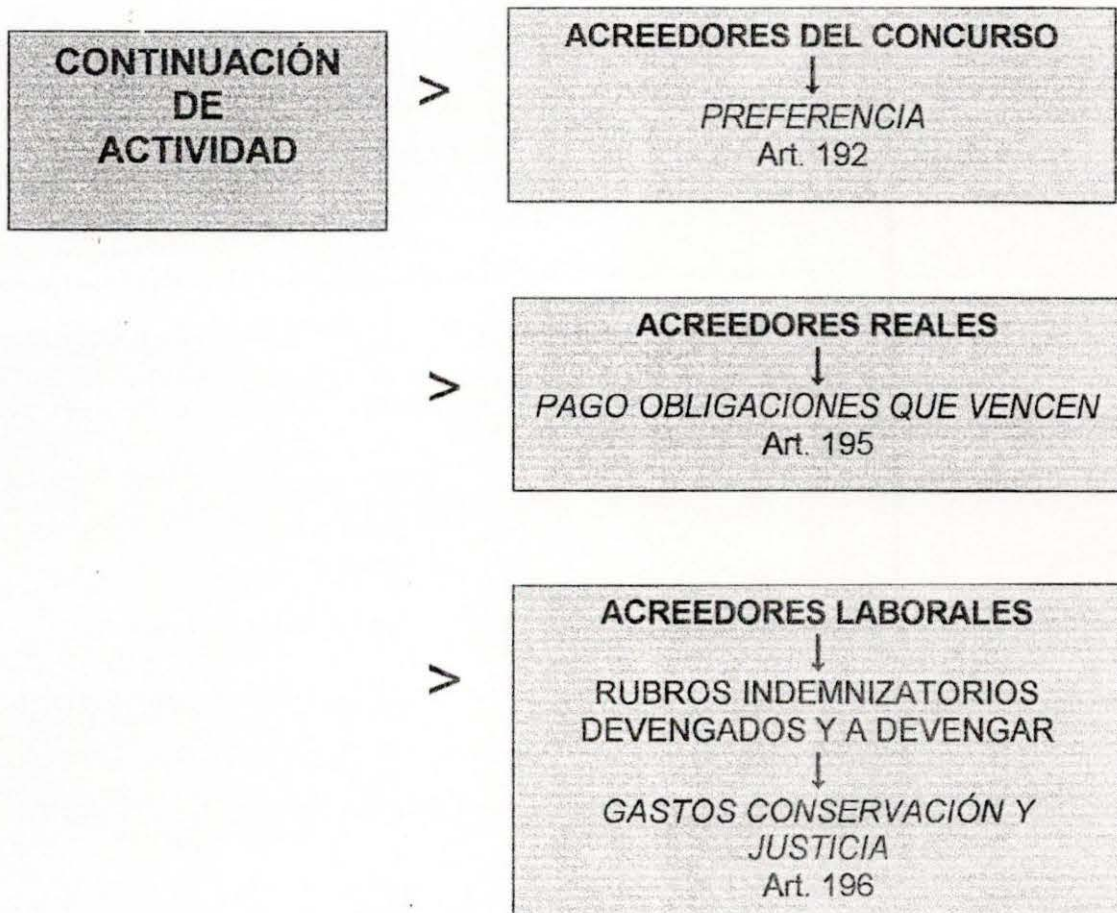 CONTINUACIÓN
DE
ACTIVIDAD
>
ACREEDORES DEL CONCURSO
↓
PREFERENCIA
Art. 192
>
ACREEDORES REALES
↓
PAGO OBLIGACIONES QUE VENCEN
Art. 195
>
ACREEDORES LABORALES
↓
RUBROS INDEMNIZATORIOS
DEVENGADOS Y A DEVENGAR
↓
GASTOS CONSERVACIÓN Y
JUSTICIA
Art. 196